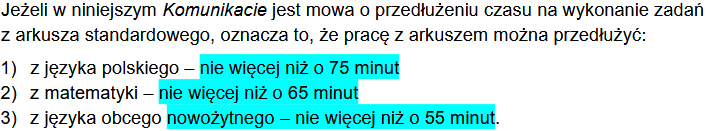 Jeżeli w niniejszym Komunikacie jest mowa o przedłużeniu czasu na wykonanie zadań
z arkusza standardowego, oznacza to, że pracę z arkuszem można przedłużyć:
1) z języka polskiego – nie więcej niż o 75 minut
2) z matematyki – nie więcej niż o 65 minut
3) z języka obcego nowożytnego – nie więcej niż o 55 minut.